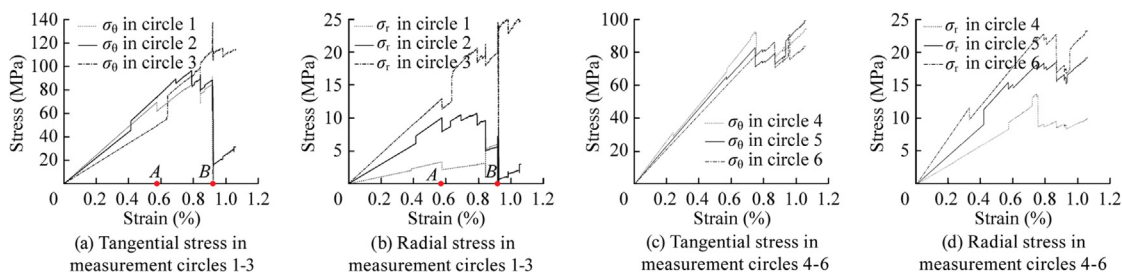 Stress (MPa)
140
120
100
80
60
40
20
0
0.2 0.4 0.6 0.8 1.0 1.2
Strain (%)
σθ in circle 1
σθ in circle 2
σθ in circle 3
A
B
(a) Tangential stress in
measurement circles 1-3
Stress (MPa)
25
20
15
10
5
0
0.2 0.4 0.6 0.8 1.0 1.2
Strain (%)
σr in circle 1
σr in circle 2
σr in circle 3
A
B
(b) Radial stress in
measurement circles 1-3
Stress (MPa)
100
80
60
40
20
0
0.2 0.4 0.6 0.8 1.0 1.2
Strain (%)
σθ in circle 4
σθ in circle 5
σθ in circle 6
(c) Tangential stress in
measurement circles 4-6
Stress (MPa)
25
20
15
10
5
0
0.2 0.4 0.6 0.8 1.0 1.2
Strain (%)
σr in circle 4
σr in circle 5
σr in circle 6
(d) Radial stress in
measurement circles 4-6